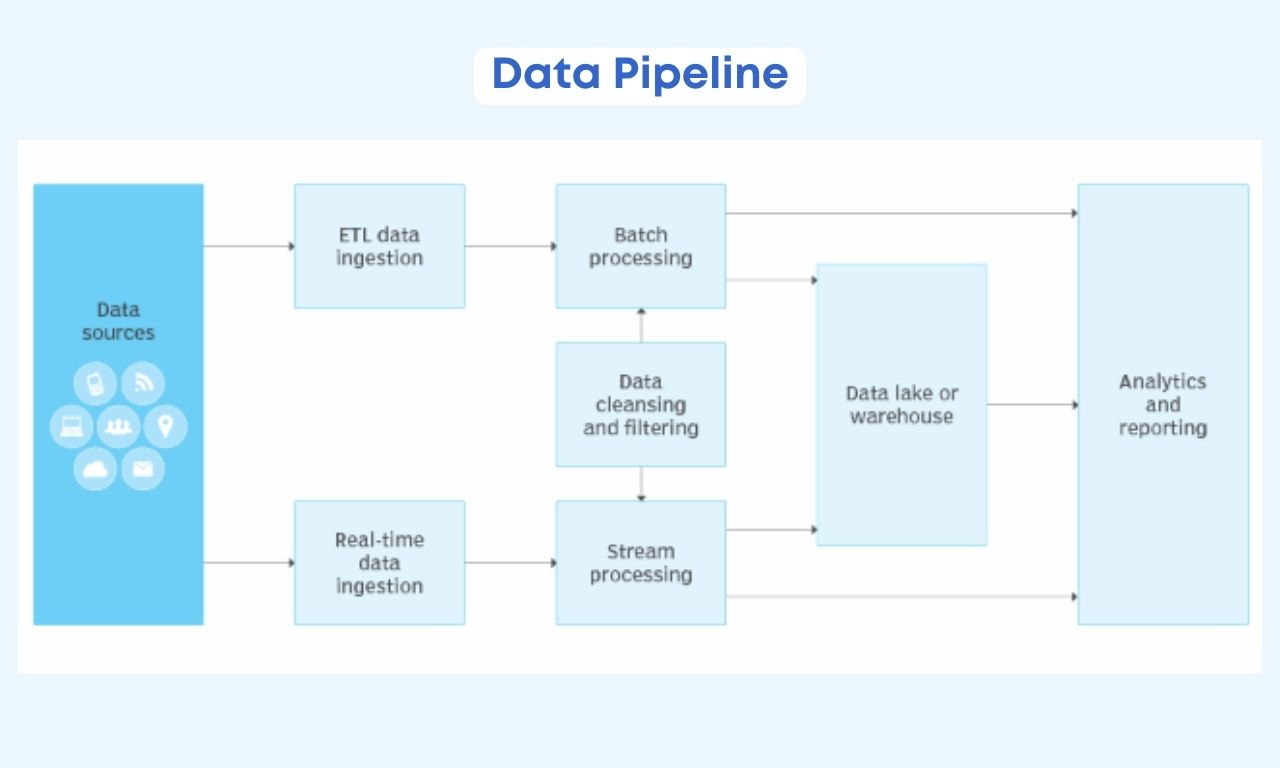 Data Pipeline
Data
sources
ETL data
ingestion
Batch
processing
Data
cleansing
and filtering
Real-time
data
ingestion
Stream
processing
Data lake or
warehouse
Analytics
and
reporting